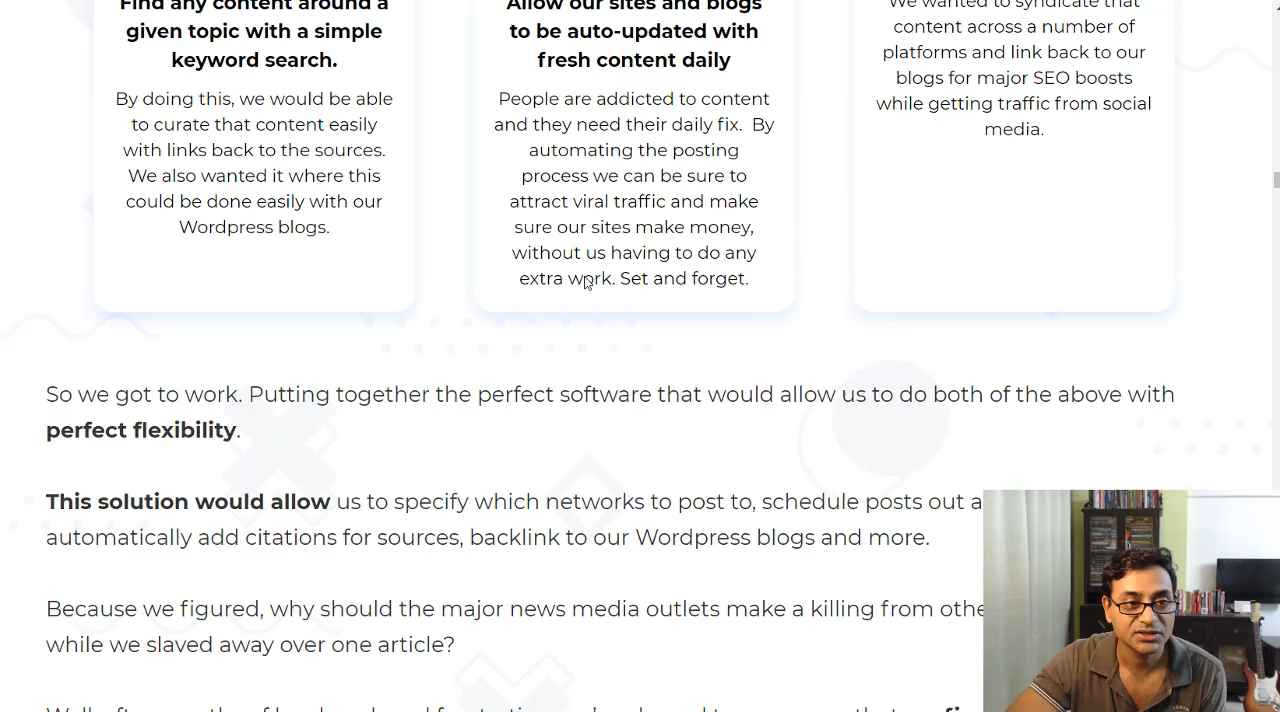 Find any content around a
given topic with a simple
keyword search.
By doing this, we would be able
to curate that content easily
with links back to the sources.
We also wanted it where this
could be done easily with our
Wordpress blogs.
Allow our sites and blogs
to be auto-updated with
fresh content daily
People are addicted to content
and they need their daily fix.  By
automating the posting
process we can be sure to
attract viral traffic and make
sure our sites make money,
without us having to do any
extra work. Set and forget.
We wanted to syndicate that
content across a number of
platforms and link back to our
blogs for major SEO boosts
while getting traffic from social
media.
So we got to work. Putting together the perfect software that would allow us to do both of the above with
perfect flexibility.
This solution would allow us to specify which networks to post to, schedule posts out a
automatically add citations for sources, backlink to our Wordpress blogs and more.
Because we figured, why should the major news media outlets make a killing from othe
while we slaved away over one article?